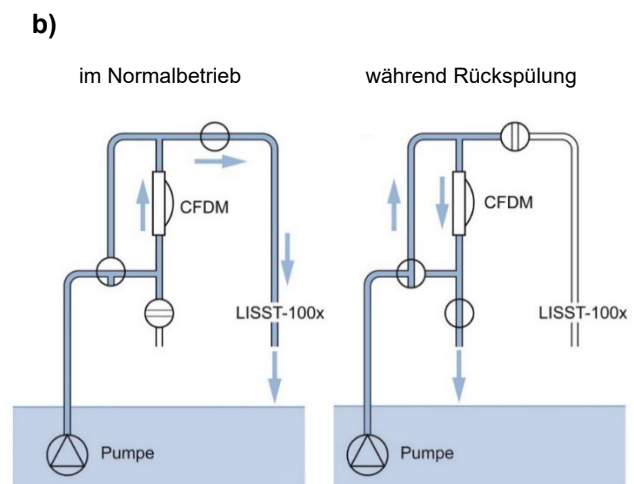 b)
im Normalbetrieb
während Rückspülung
CFDM
LISST-100x
Pumpe
CFDM
LISST-100x
Pumpe